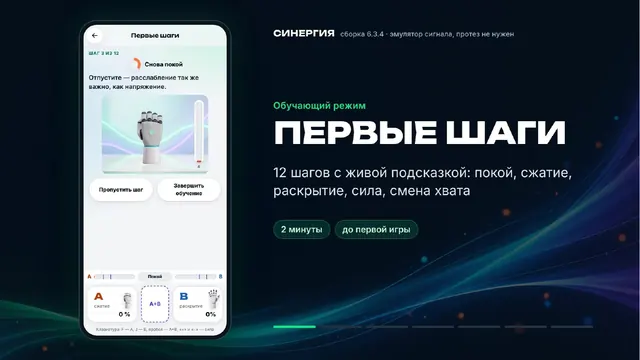 Первые шаги
ШАГ 3 ИЗ 12
Снова покой
Отпустите — расслабление так же
важно, как напряжение.
Пропустить шаг
Завершить
обучение
A
Покой
B
A
сжатие
0 %
A+B
B
раскрытие
0%
СИНЕРГИЯ сборка 6.3.4 · эмулятор сигнала, протез не нужен
Обучающий режим
ПЕРВЫЕ ШАГИ
12 шагов с живой подсказкой: покой, сжатие,
раскрытие, сила, смена хвата
2 минуты
до первой игры